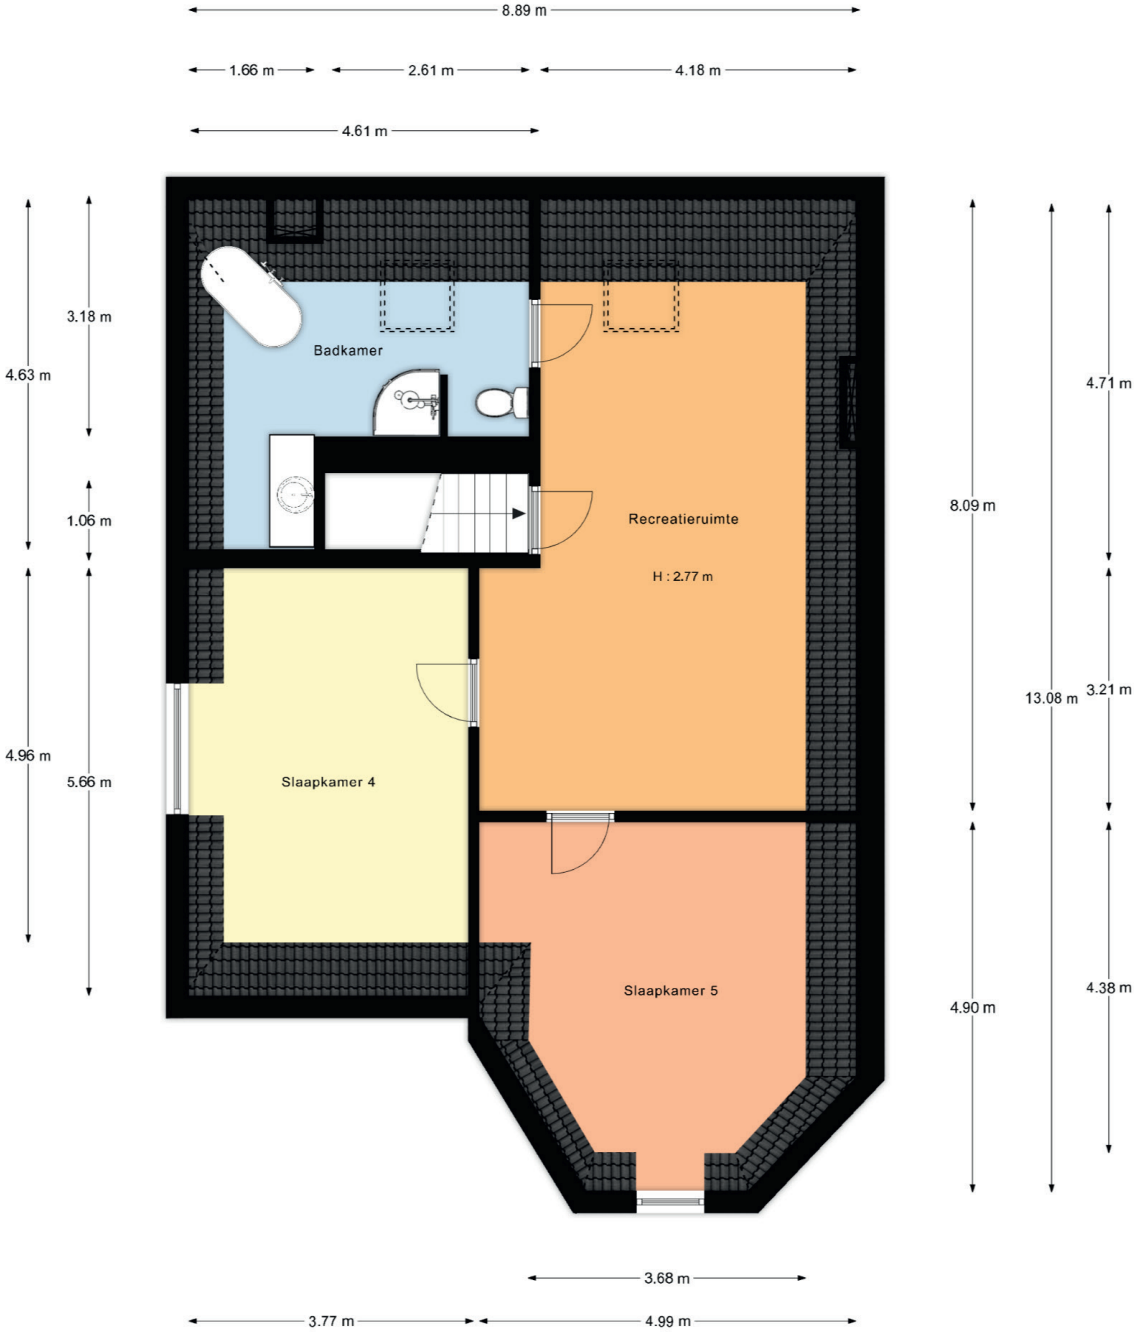 8.89 m
1.66 m
2.61 m
4.18 m
4.61 m
3.18 m
4.63 m
Badkamer
4.71 m
8.09 m
1.06 m
Recreatieruimte
H : 2.77 m
3.21 m
13.08 m
4.96 m
5.66 m
Slaapkamer 4
Slaapkamer 5
4.38 m
4.90 m
3.68 m
3.77 m
4.99 m